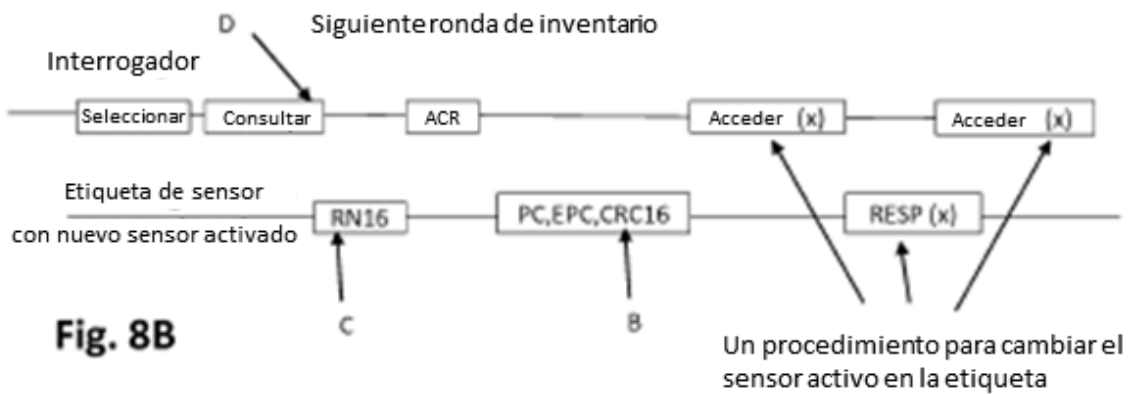 D
Siguiente ronda de inventario
Interrogador
Seleccionar
Consultar
ACR
Acceder (x)
Acceder (x)
Etiqueta de sensor
con nuevo sensor activado
RN16
PC,EPC,CRC16
RESP (x)
C
B
Fig. 8B
Un procedimiento para cambiar el
sensor activo en la etiqueta